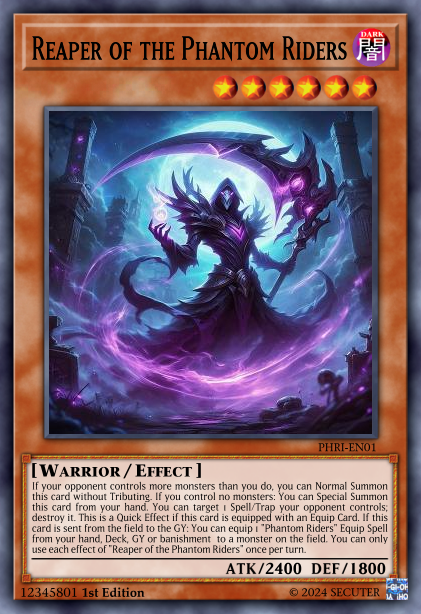 Reaper of the Phantom Riders
DARK
闇
PHRI-EN01
[Warrior/Effect]
If your opponent controls more monsters than you do, you can Normal Summon
this card without Tributing. If you control no monsters: You can Special Summon
this card from your hand. You can target 1 Spell/Trap your opponent controls;
destroy it. This is a Quick Effect if this card is equipped with an Equip Card. If this
card is sent from the field to the GY: You can equip 1 "Phantom Riders" Equip Spell
from your hand, Deck, GY or banishment to a monster on the field. You can only
use each effect of "Reaper of the Phantom Riders" once per turn.
ATK/2400 DEF/1800
12345801 1st Edition
© 2024 SECUTER